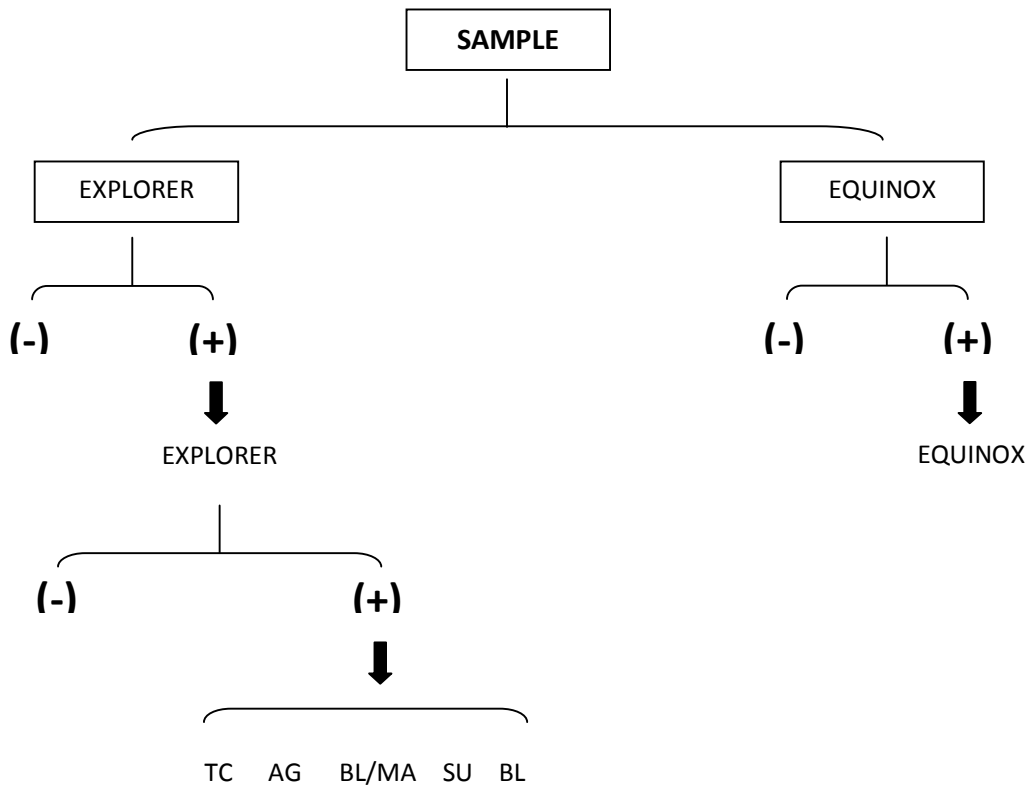 SAMPLE
EXPLORER EQUINOX
(-) (+) (-) (+)
EXPLORER EQUINOX
(-) (+)
TC AG BL/MA SU BL